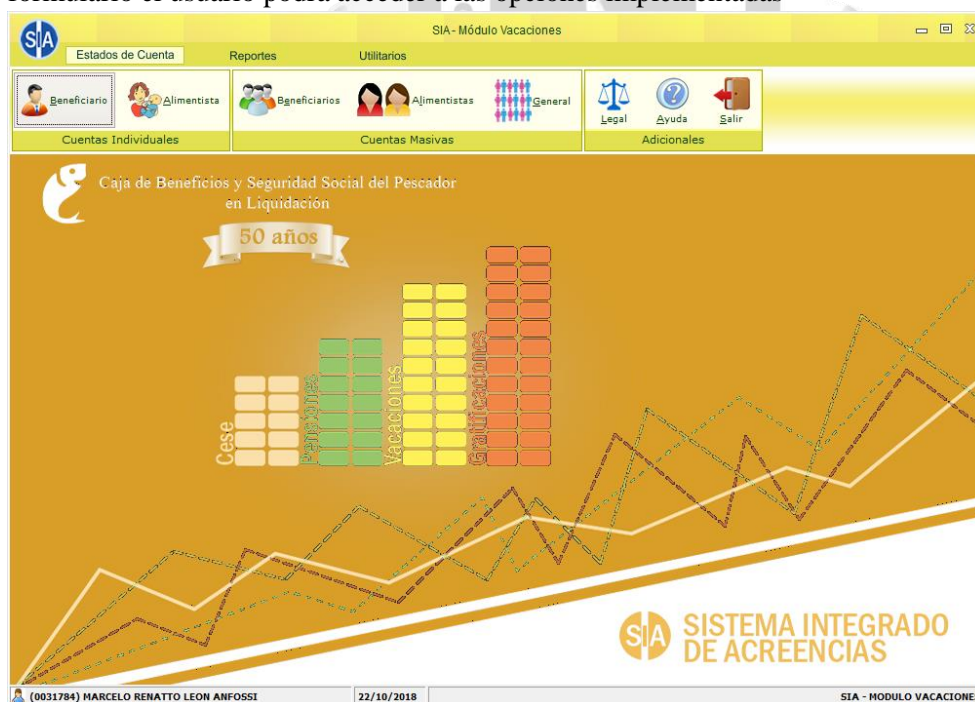 formulario el usuario podrá acceder a las opciones implementadas
SIA
SIA - Módulo Vacaciones
Estados de Cuenta
Reportes
Utilitarios
Beneficiario
Alimentista
Beneficiarios
Alimentistas
General
Legal
Ayuda
Salir
Cuentas Individuales
Cuentas Masivas
Adicionales
Caja de Beneficios y Seguridad Social del Pescador
en Liquidación
50 años
Cese
Pensiones
Vacaciones
Gratificaciones
SIA
SISTEMA INTEGRADO
DE ACREENCIAS
(0031784) MARCELO RENATTO LEON ANFOSSI
22/10/2018
SIA - MODULO VACACIONE